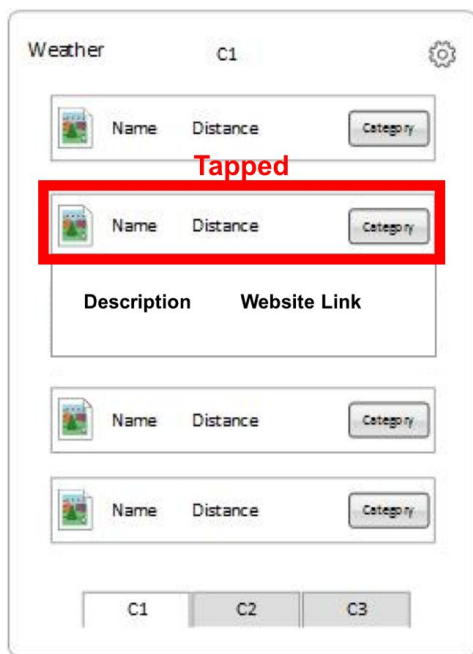 Weather C1
Name Distance Category
Tapped
Name Distance Category
Description Website Link
Name Distance Category
Name Distance Category
C1 C2 C3